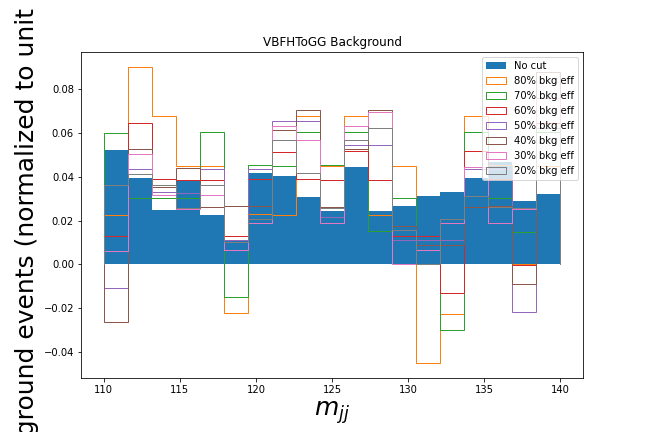 VBFHToGG Background
ground events (normalized to unit
0.08
0.06
0.04
0.02
0.00
−0.02
−0.04
110
115
120
125
130
135
140
m_{jj}
No cut
80% bkg eff
70% bkg eff
60% bkg eff
50% bkg eff
40% bkg eff
30% bkg eff
20% bkg eff